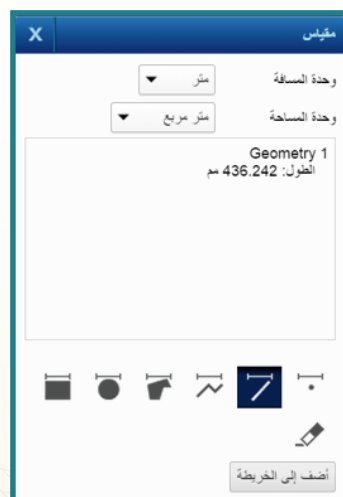 مقياس X
وحدة المسافة متر
وحدة المساحة متر مربع
Geometry 1
الطول: 436.242 مم
أضف إلى الخريطة